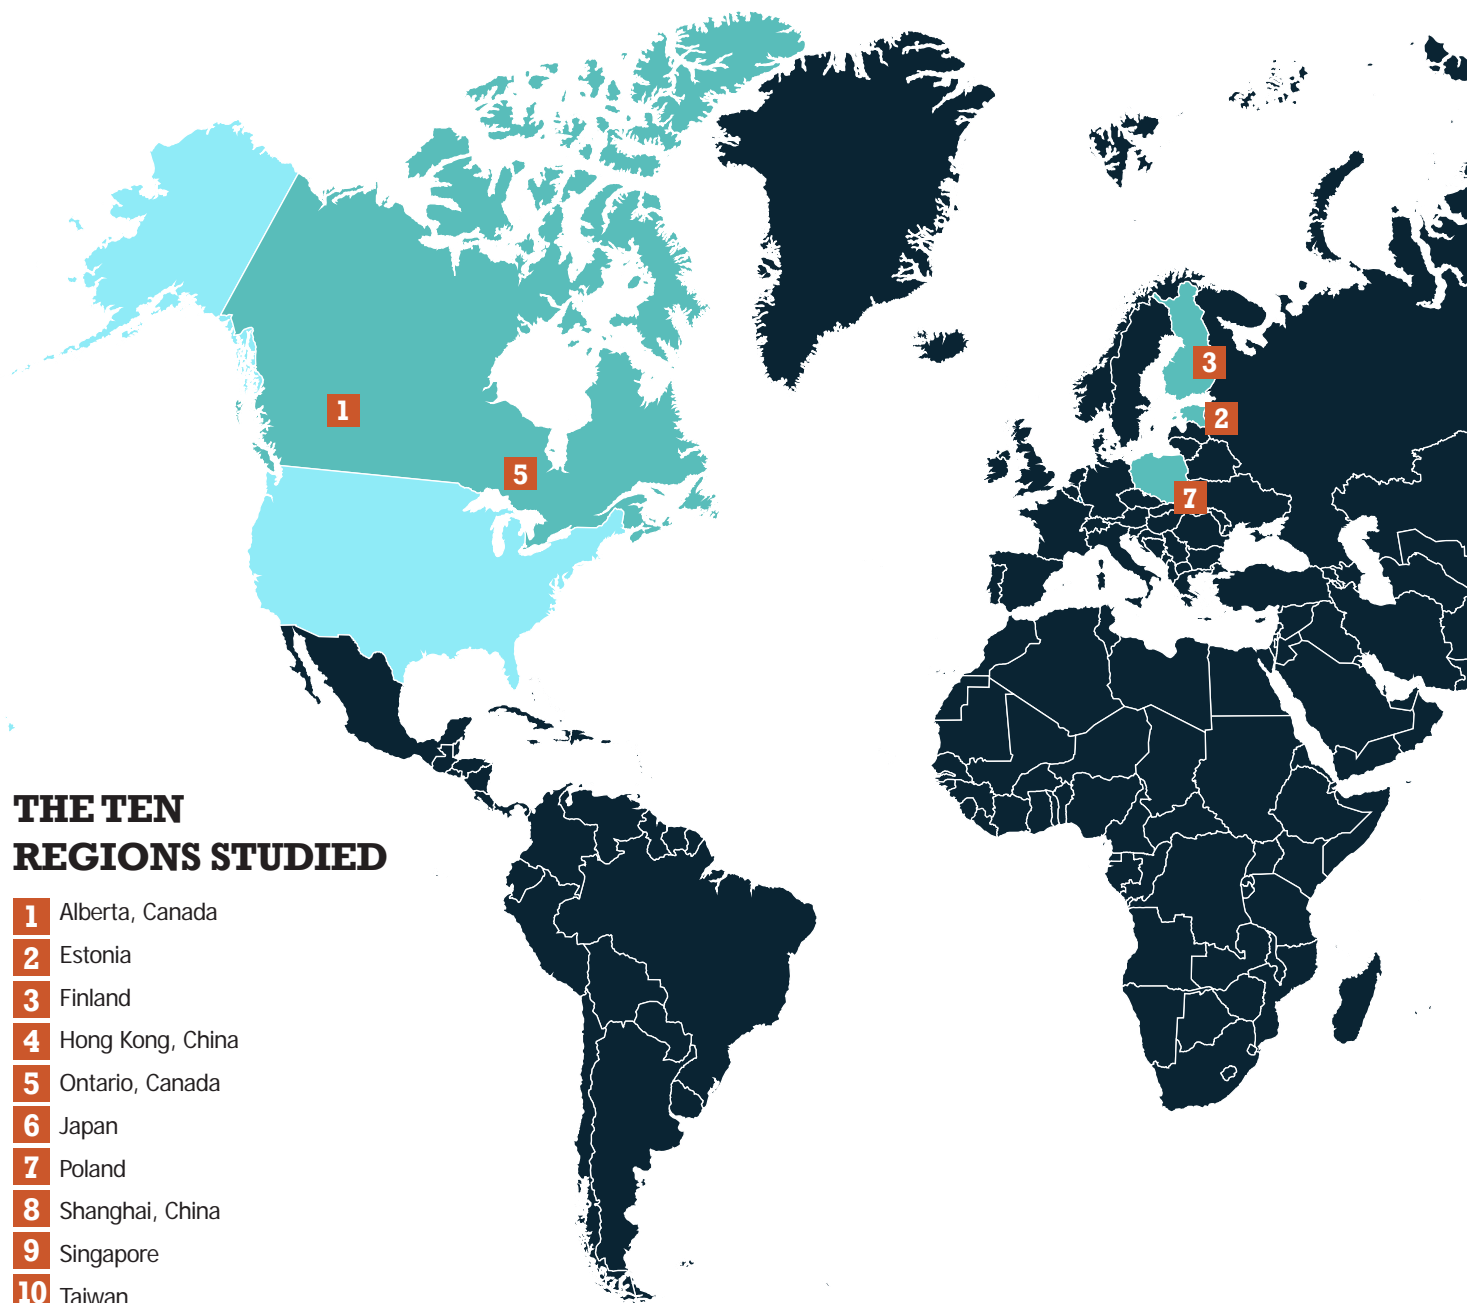 3
1
2
5
7
THE TEN
REGIONS STUDIED
1 Alberta, Canada
2 Estonia
3 Finland
4 Hong Kong, China
5 Ontario, Canada
6 Japan
7 Poland
8 Shanghai, China
9 Singapore
10 Taiwan